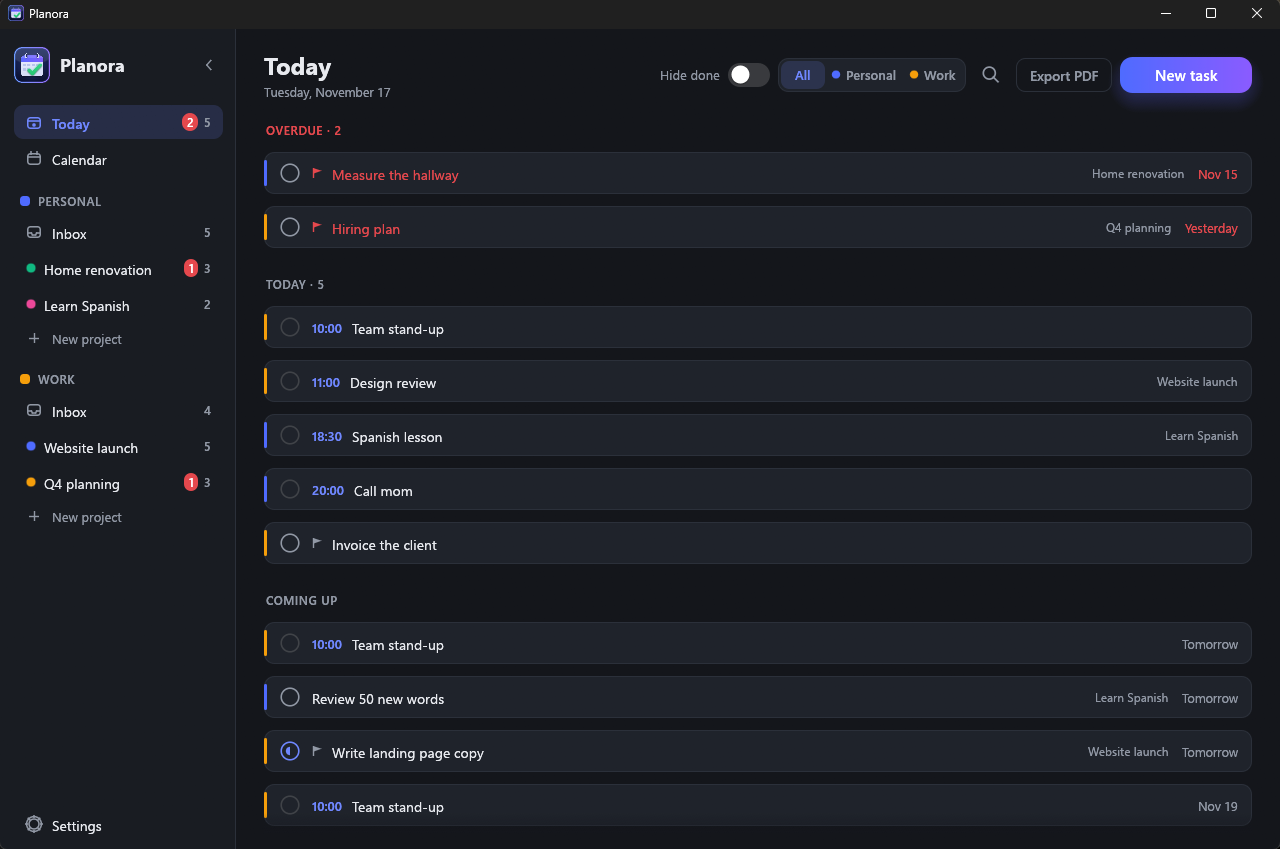 Planora
Planora
Today 2 5
Calendar
PERSONAL
Inbox 5
Home renovation 1 3
Learn Spanish 2
New project
WORK
Inbox 4
Website launch 5
Q4 planning 1 3
New project
Settings
Today
Tuesday, November 17
Hide done All Personal Work Export PDF New task
OVERDUE · 2
Measure the hallway Home renovation Nov 15
Hiring plan Q4 planning Yesterday
TODAY · 5
10:00 Team stand-up
11:00 Design review Website launch
18:30 Spanish lesson Learn Spanish
20:00 Call mom
Invoice the client
COMING UP
10:00 Team stand-up Tomorrow
Review 50 new words Learn Spanish Tomorrow
Write landing page copy Website launch Tomorrow
10:00 Team stand-up Nov 19